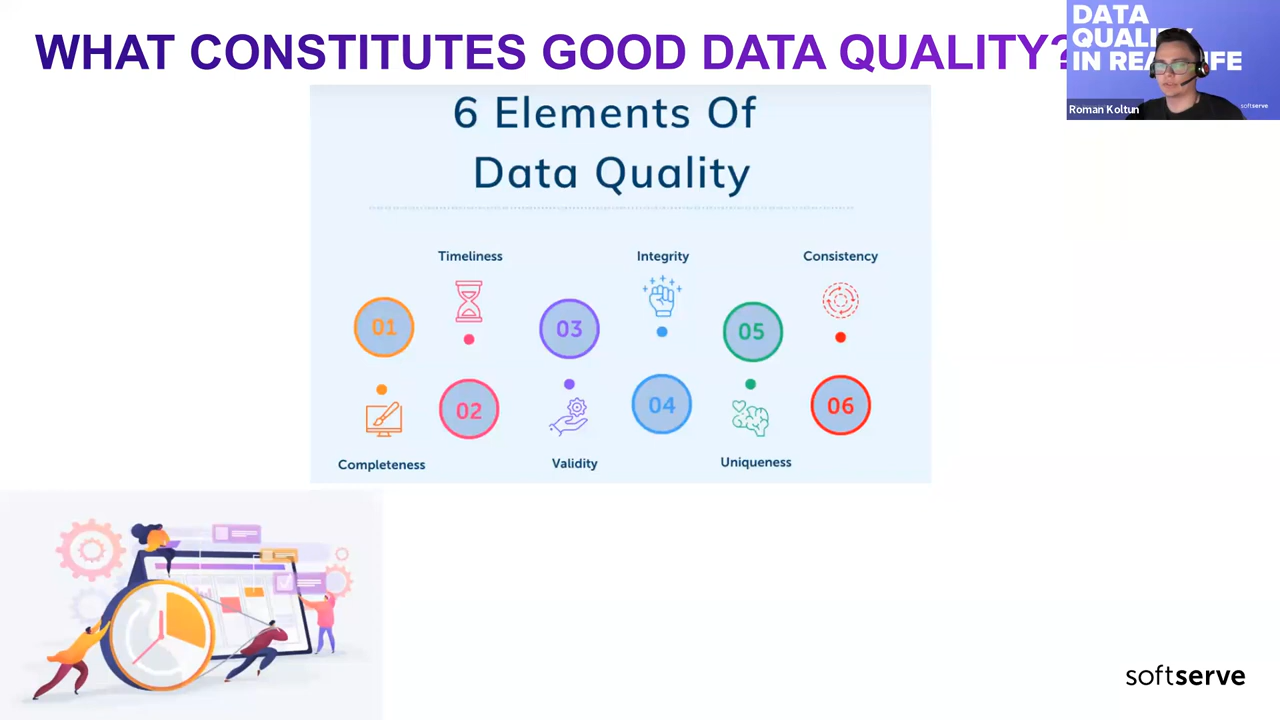 WHAT CONSTITUTES GOOD DATA QUALITY?
DATA
QUALITY
IN REAL LIFE
Roman Koltun
softserve
6 Elements Of
Data Quality
Timeliness
Integrity
Consistency
01
03
05
02
04
06
Completeness
Validity
Uniqueness
softserve